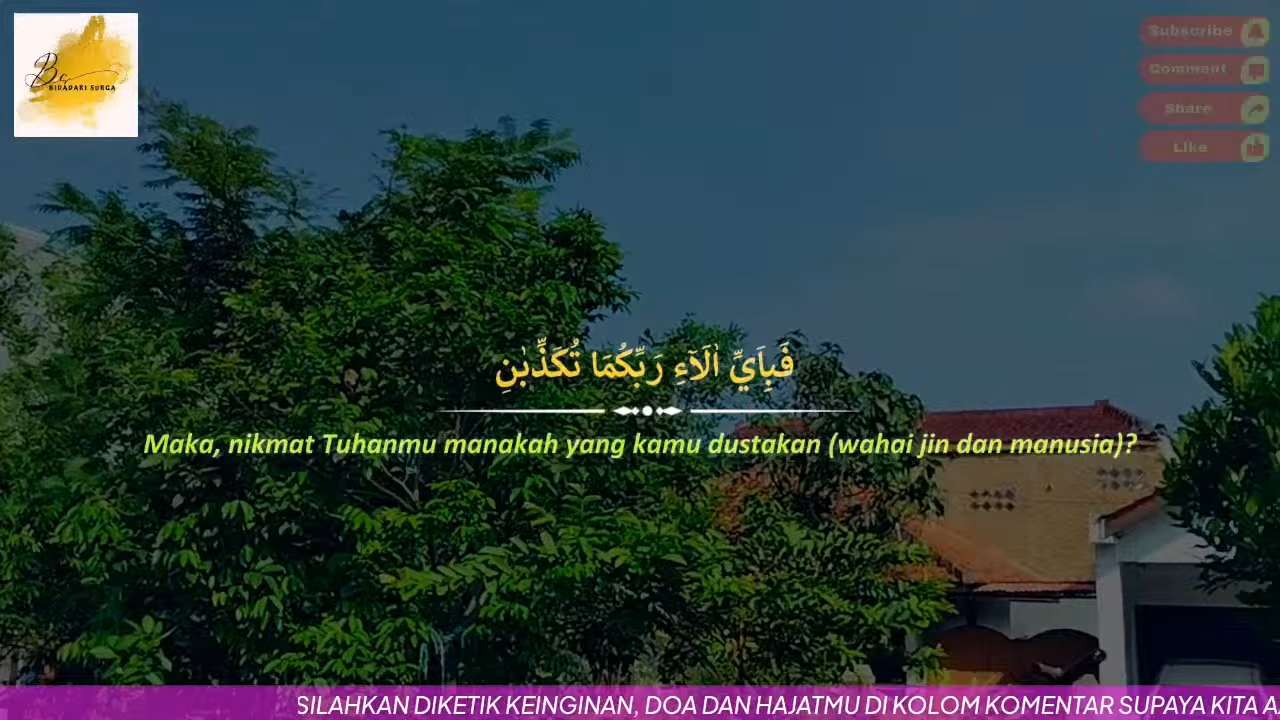 Bs
BIDADARI SURGA
Subscribe
Comment
Share
Like
فَبِاَيِّ اٰلَاۤءِ رَبِّكُمَا تُكَذِّبٰنِ
Maka, nikmat Tuhanmu manakah yang kamu dustakan (wahai jin dan manusia)?
SILAHKAN DIKETIK KEINGINAN, DOA DAN HAJATMU DI KOLOM KOMENTAR SUPAYA KITA